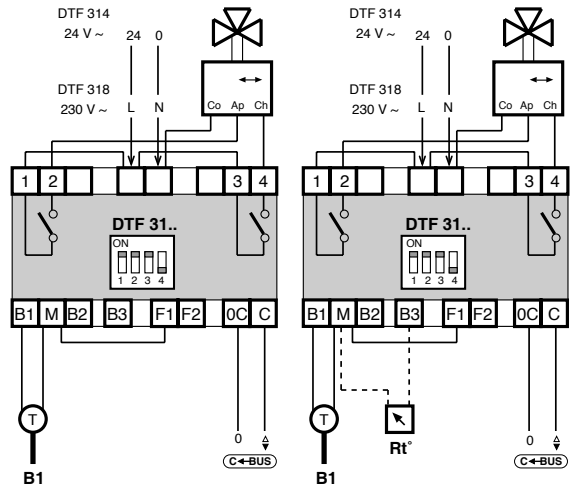 DTF 314
24 V ~ 24 0
DTF 318
230 V ~ L N
Co Ap Ch
1 2 3 4
DTF 31..
ON
1 2 3 4
B1 M B2 B3 F1 F2 0C C
T
B1
0
C BUS
DTF 314
24 V ~ 24 0
DTF 318
230 V ~ L N
Co Ap Ch
1 2 3 4
DTF 31..
ON
1 2 3 4
B1 M B2 B3 F1 F2 0C C
T
B1
Rt°
0
C BUS